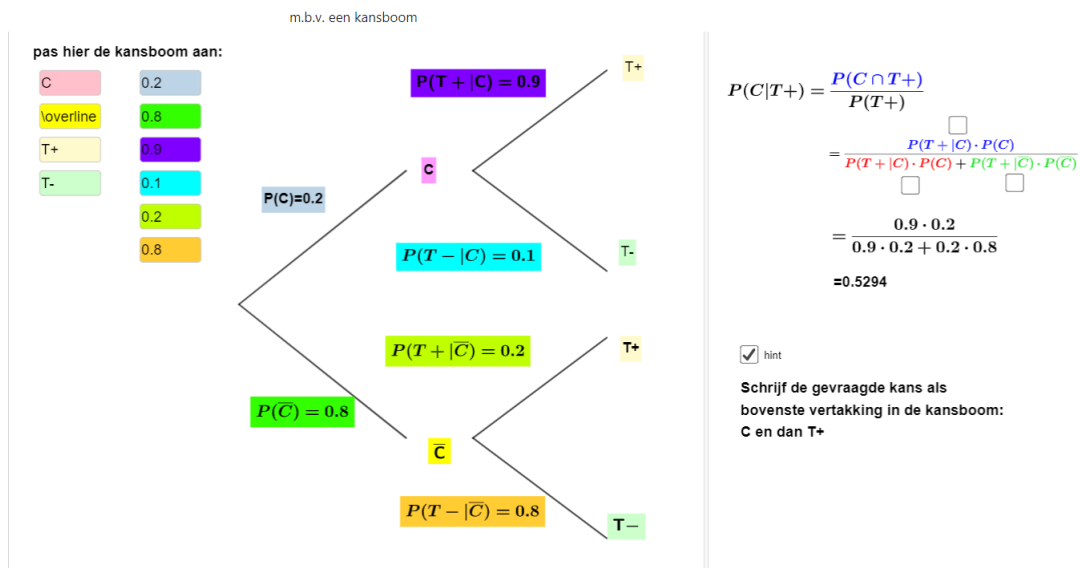 m.b.v. een kansboom
pas hier de kansboom aan:
C
0.2
\overline
0.8
T+
0.9
T-
0.1
0.2
0.8
P(T + |C) = 0.9
T+
C
P(C)=0.2
P(T − |C) = 0.1
T-
P(T + |C̅) = 0.2
T+
P(C̅) = 0.8
C̅
P(T − |C̅) = 0.8
T−
P(C|T+) = P(C ∩ T+)
P(T+)
= P(T + |C) · P(C)
P(T + |C) · P(C) + P(T + |C̅) · P(C̅)
= 0.9 · 0.2
0.9 · 0.2 + 0.2 · 0.8
=0.5294
hint
Schrijf de gevraagde kans als
bovenste vertakking in de kansboom:
C en dan T+